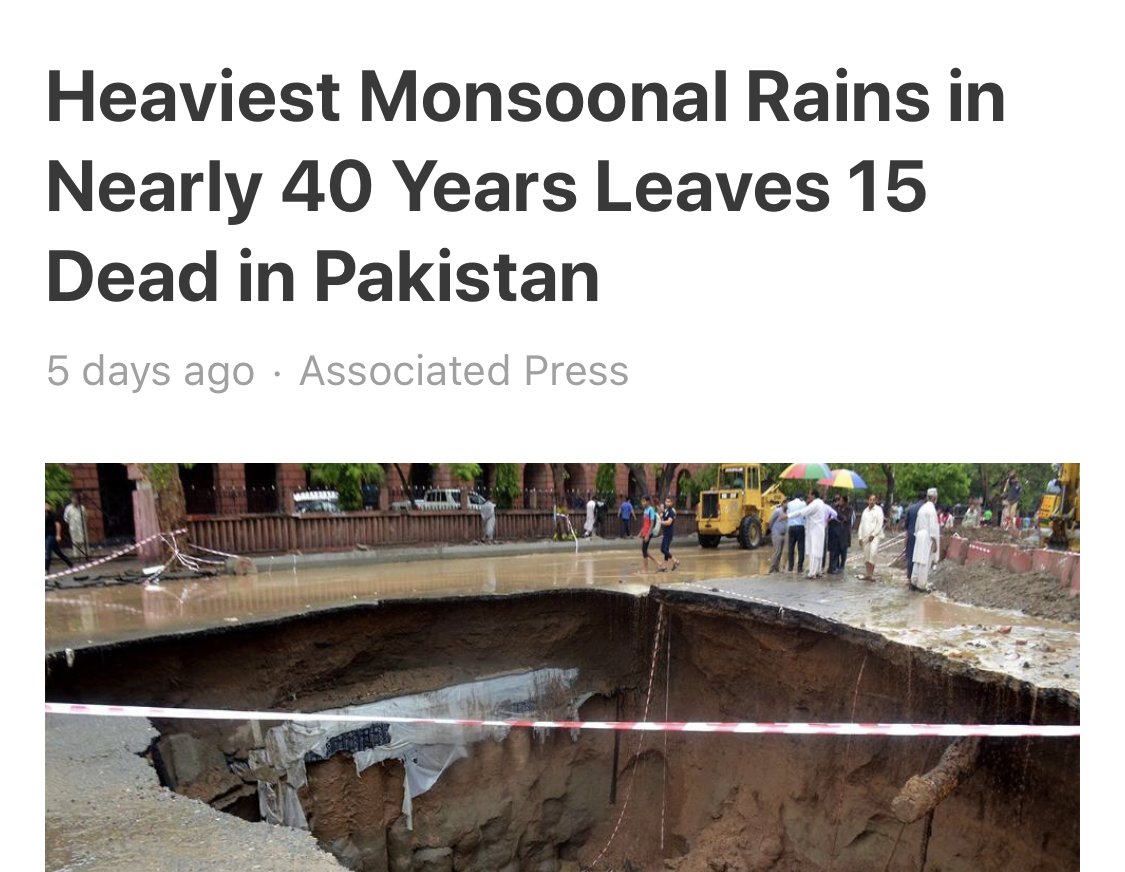 Heaviest Monsoonal Rains in
Nearly 40 Years Leaves 15
Dead in Pakistan
5 days ago · Associated Press